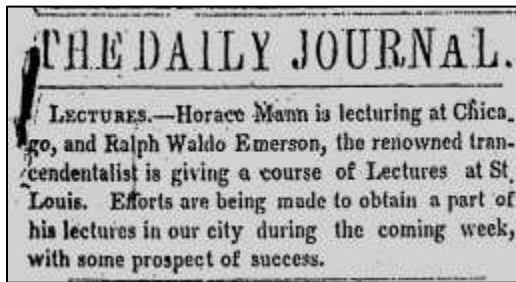 THE DAILY JOURNAL.
LECTURES.—Horace Mann is lecturing at Chica-
go, and Ralph Waldo Emerson, the renowned tran-
cendentalist is giving a course of Lectures at St
Louis. Efforts are being made to obtain a part of
his lectures in our city during the coming week,
with some prospect of success.